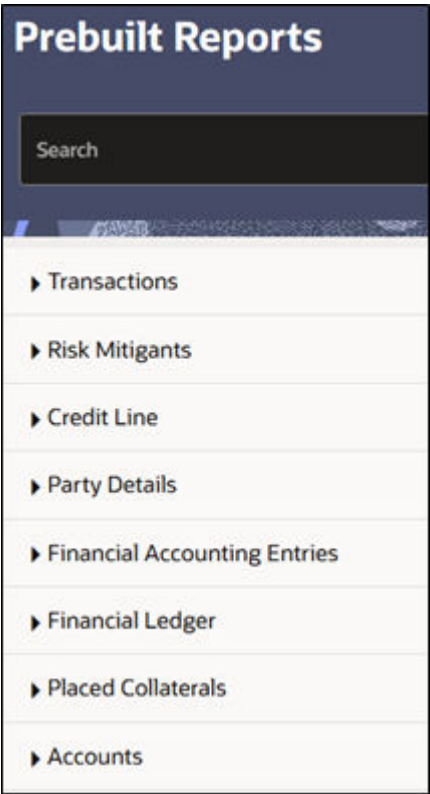 Prebuilt Reports
Search
Transactions
Risk Mitigants
Credit Line
Party Details
Financial Accounting Entries
Financial Ledger
Placed Collaterals
Accounts